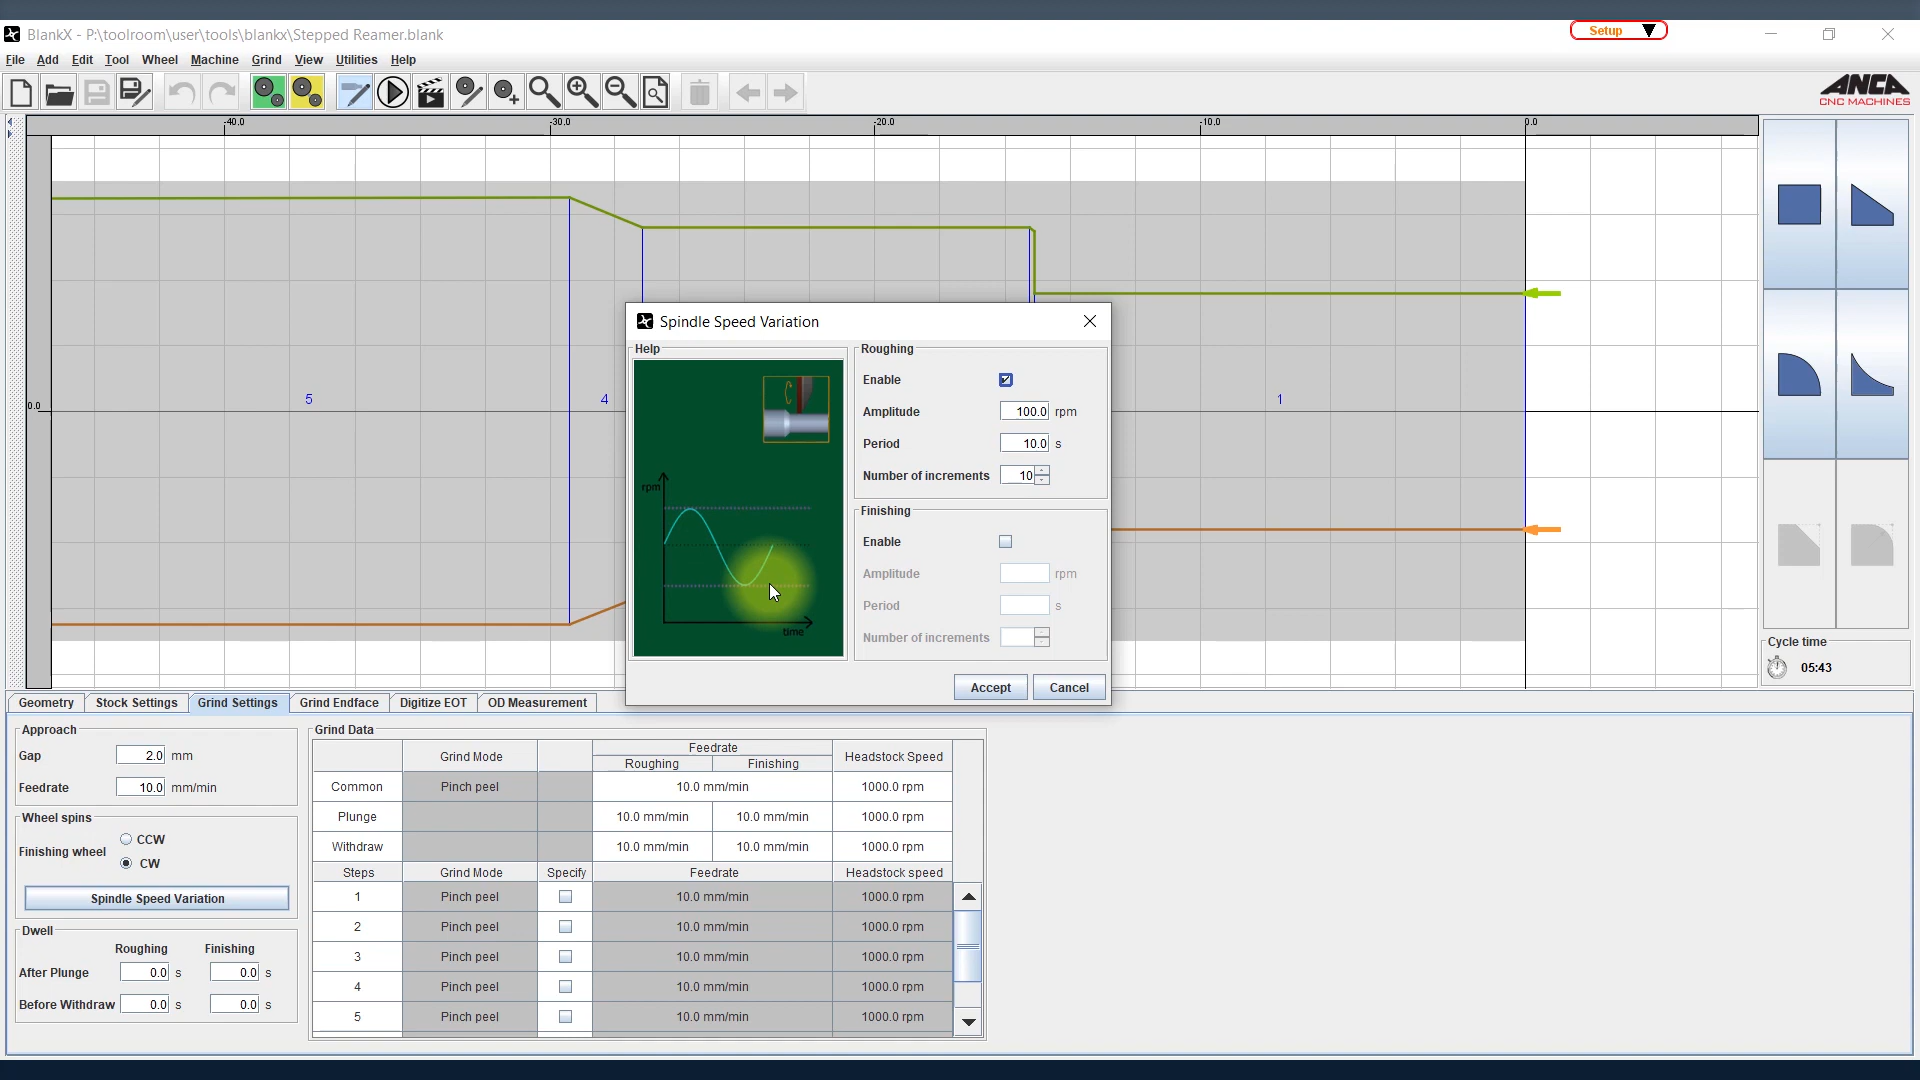 BlankX - P:\toolroom\user\tools\blankx\Stepped Reamer.blank
Setup
File Add Edit Tool Wheel Machine Grind View Utilities Help
ANCA
CNC MACHINES
-40.0 -30.0 -20.0 -10.0 0.0
0.0
5 4 1
Spindle Speed Variation
Help
rpm
time
Roughing
Enable
Amplitude 100.0 rpm
Period 10.0 s
Number of increments 10
Finishing
Enable
Amplitude rpm
Period s
Number of increments
Accept Cancel
Cycle time
05:43
Geometry Stock Settings Grind Settings Grind Endface Digitize EOT OD Measurement
Approach
Gap 2.0 mm
Feedrate 10.0 mm/min
Wheel spins
Finishing wheel
CCW
CW
Spindle Speed Variation
Dwell
Roughing Finishing
After Plunge 0.0 s 0.0 s
Before Withdraw 0.0 s 0.0 s
Grind Data
Grind Mode Feedrate Headstock Speed
Roughing Finishing
Common Pinch peel 10.0 mm/min 1000.0 rpm
Plunge 10.0 mm/min 10.0 mm/min 1000.0 rpm
Withdraw 10.0 mm/min 10.0 mm/min 1000.0 rpm
Steps Grind Mode Specify Feedrate Headstock speed
1 Pinch peel 10.0 mm/min 1000.0 rpm
2 Pinch peel 10.0 mm/min 1000.0 rpm
3 Pinch peel 10.0 mm/min 1000.0 rpm
4 Pinch peel 10.0 mm/min 1000.0 rpm
5 Pinch peel 10.0 mm/min 1000.0 rpm